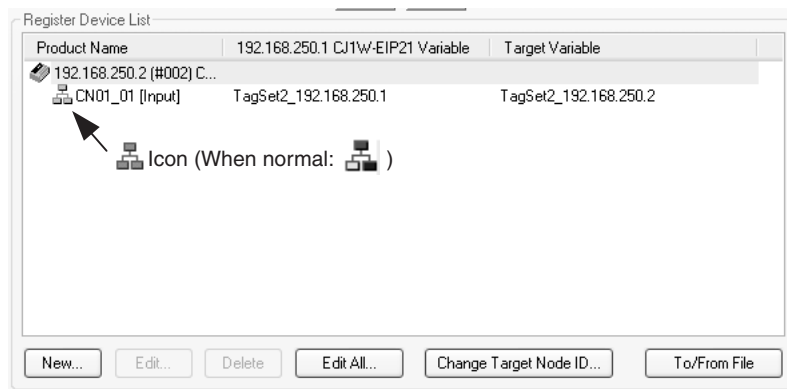 Register Device List
Product Name 192.168.250.1 CJ1W-EIP21 Variable Target Variable
192.168.250.2 (#002) C...
CN01_01 [Input] TagSet2_192.168.250.1 TagSet2_192.168.250.2
Icon (When normal: )
New... Edit... Delete Edit All... Change Target Node ID... To/From File